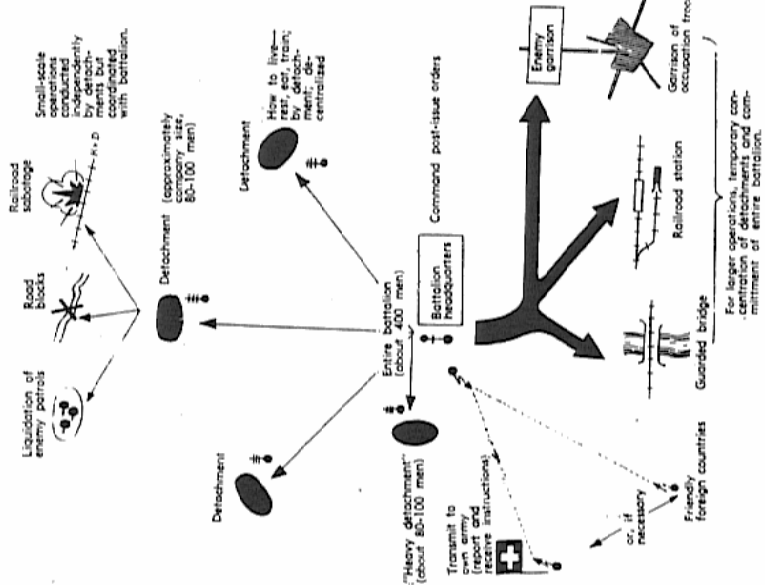 Liquidation of
enemy patrols
Road
blocks
Railroad
sabotage
H + D
Small-scale
operations
conducted
independently
by detach-
ments but
coordinated
with battalion.
Detachment
(approximately
company size,
80-100 men)
Detachment
Detachment
How to live—
rest, eat, train;
by detach-
ment; de-
centralized
Entire battalion
(about 400 men)
"Heavy detachment"
(about 80-100 men)
Battalion
headquarters
Command post-issue orders
Transmit to
own army
(report and
receive instructions)
Enemy
garrison
or, if
necessary
Friendly
foreign countries
Guarded bridge
Railroad station
Garrison of
occupation troo
For larger operations, temporary con-
centration of detachments and com-
mittment of entire battalion.